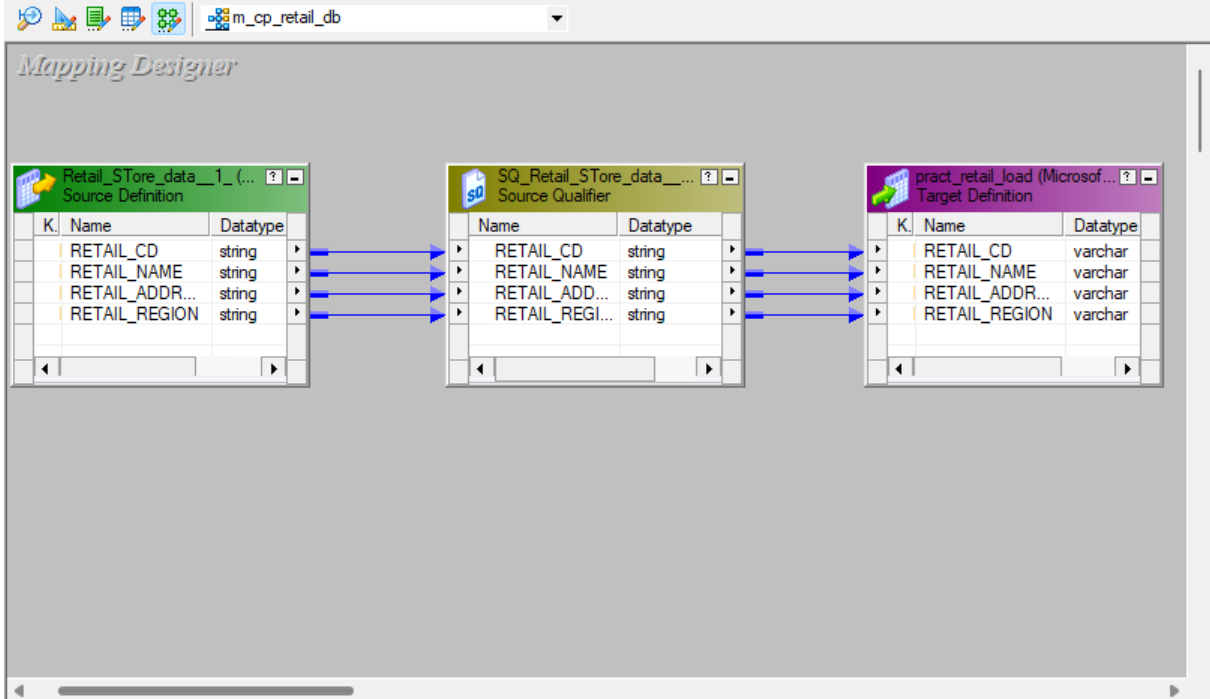 m_cp_retail_db
Mapping Designer
Retail_STore_data__1_ (...
Source Definition
K. Name Datatype
RETAIL_CD string
RETAIL_NAME string
RETAIL_ADDR... string
RETAIL_REGION string
SQ_Retail_STore_data__...
Source Qualifier
Name Datatype
RETAIL_CD string
RETAIL_NAME string
RETAIL_ADD... string
RETAIL_REGI... string
pract_retail_load (Microsof...
Target Definition
K. Name Datatype
RETAIL_CD varchar
RETAIL_NAME varchar
RETAIL_ADDR... varchar
RETAIL_REGION varchar